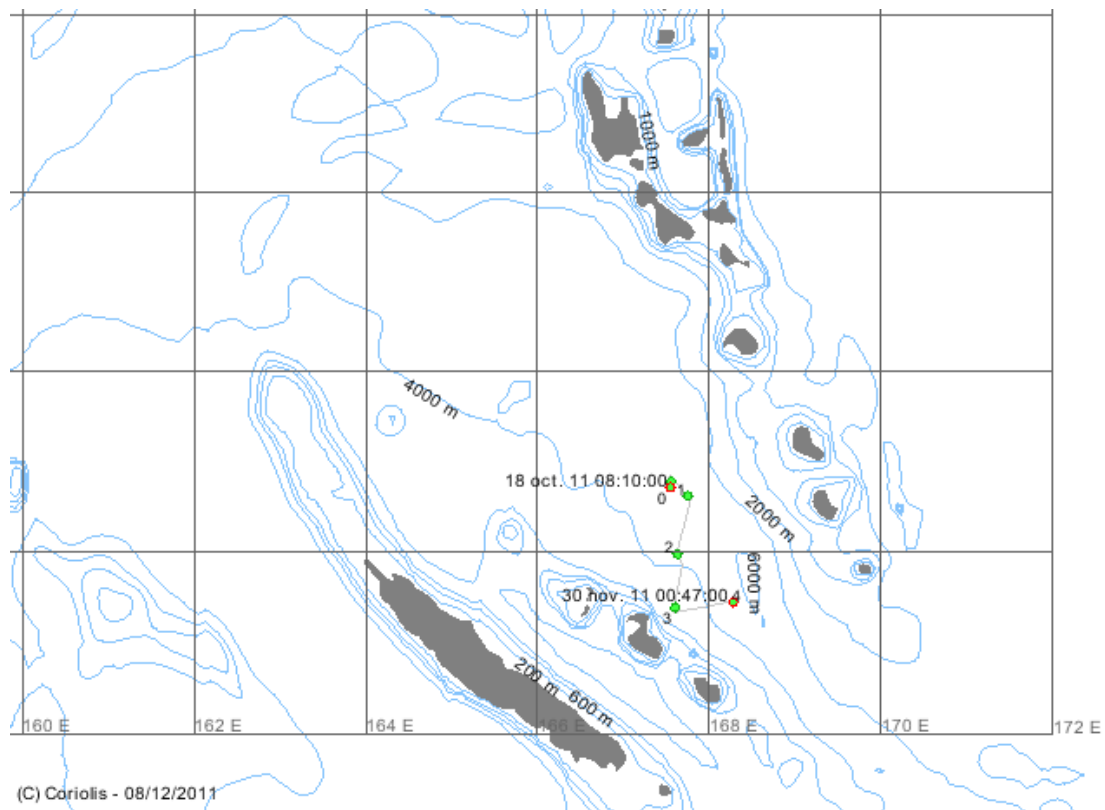 1000 m
4000 m
18 oct. 11 08:10:00
1
0
2000 m
2
6000 m
30 nov. 11 00:47:00
4
3
200 m
600 m
160 E
162 E
164 E
166 E
168 E
170 E
172 E
(C) Coriolis - 08/12/2011